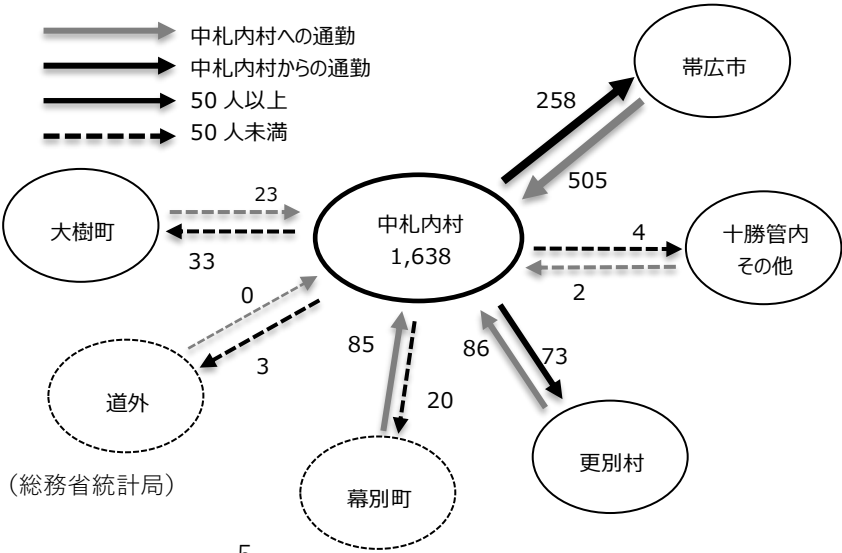 中札内村への通勤
中札内村からの通勤
50 人以上
50 人未満
帯広市
258
505
大樹町
23
33
中札内村
1,638
4
2
十勝管内
その他
0
3
道外
85
20
86
73
更別村
幕別町
（総務省統計局）